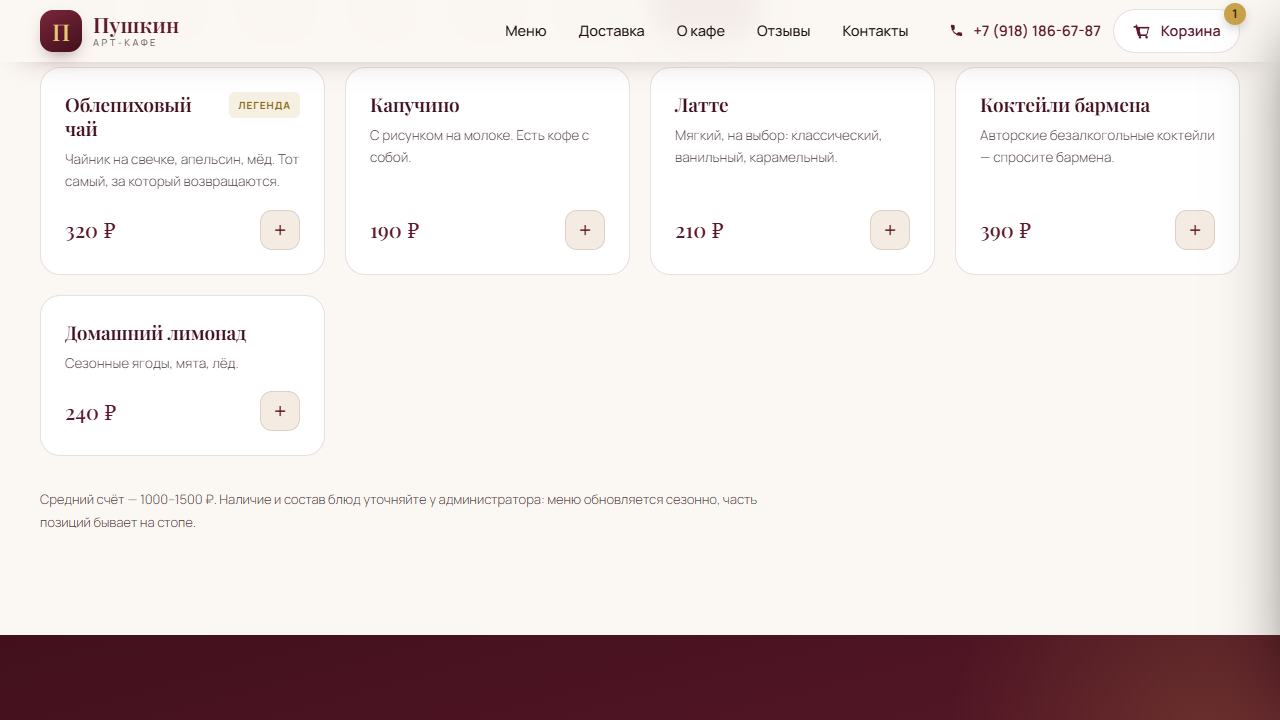 П
Пушкин
АРТ-КАФЕ
Меню
Доставка
О кафе
Отзывы
Контакты
+7 (918) 186-67-87
Корзина
1
Облепиховый
чай
ЛЕГЕНДА
Чайник на свечке, апельсин, мёд. Тот
самый, за который возвращаются.
320 ₽
+
Капучино
С рисунком на молоке. Есть кофе с
собой.
190 ₽
+
Латте
Мягкий, на выбор: классический,
ванильный, карамельный.
210 ₽
+
Коктейли бармена
Авторские безалкогольные коктейли
— спросите бармена.
390 ₽
+
Домашний лимонад
Сезонные ягоды, мята, лёд.
240 ₽
+
Средний счёт — 1000–1500 ₽. Наличие и состав блюд уточняйте у администратора: меню обновляется сезонно, часть
позиций бывает на стопе.